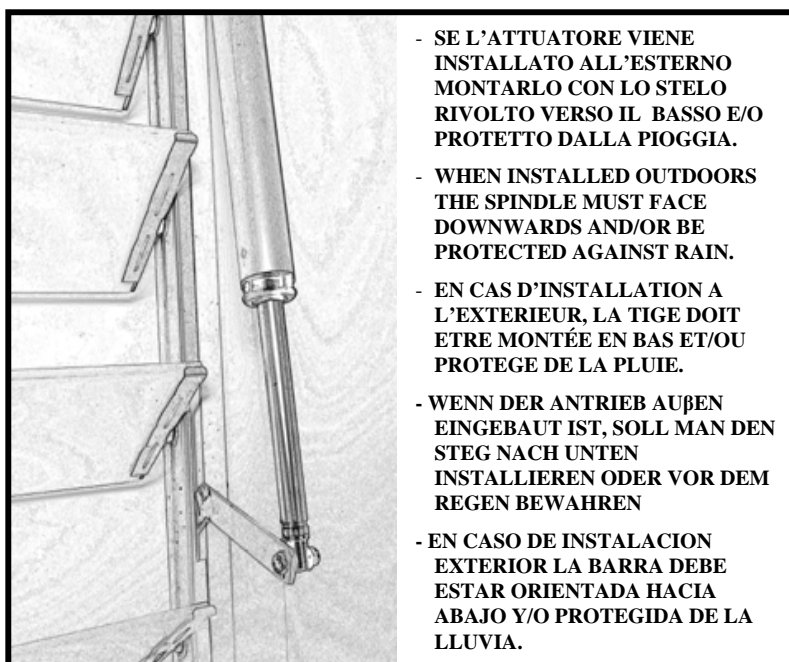 - SE L’ATTUATORE VIENE
INSTALLATO ALL’ESTERNO
MONTARLO CON LO STELO
RIVOLTO VERSO IL BASSO E/O
PROTETTO DALLA PIOGGIA.
- WHEN INSTALLED OUTDOORS
THE SPINDLE MUST FACE
DOWNWARDS AND/OR BE
PROTECTED AGAINST RAIN.
- EN CAS D’INSTALLATION A
L’EXTERIEUR, LA TIGE DOIT
ETRE MONTÉE EN BAS ET/OU
PROTEGE DE LA PLUIE.
- WENN DER ANTRIEB AUβEN
EINGEBAUT IST, SOLL MAN DEN
STEG NACH UNTEN
INSTALLIEREN ODER VOR DEM
REGEN BEWAHREN
- EN CASO DE INSTALACION
EXTERIOR LA BARRA DEBE
ESTAR ORIENTADA HACIA
ABAJO Y/O PROTEGIDA DE LA
LLUVIA.